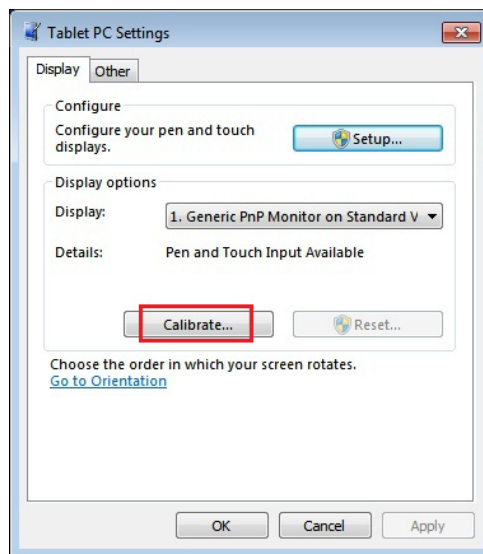 Tablet PC Settings
Display Other
Configure
Configure your pen and touch
displays.
Setup...
Display options
Display: 1. Generic PnP Monitor on Standard V
Details: Pen and Touch Input Available
Calibrate... Reset...
Choose the order in which your screen rotates.
Go to Orientation
OK Cancel Apply